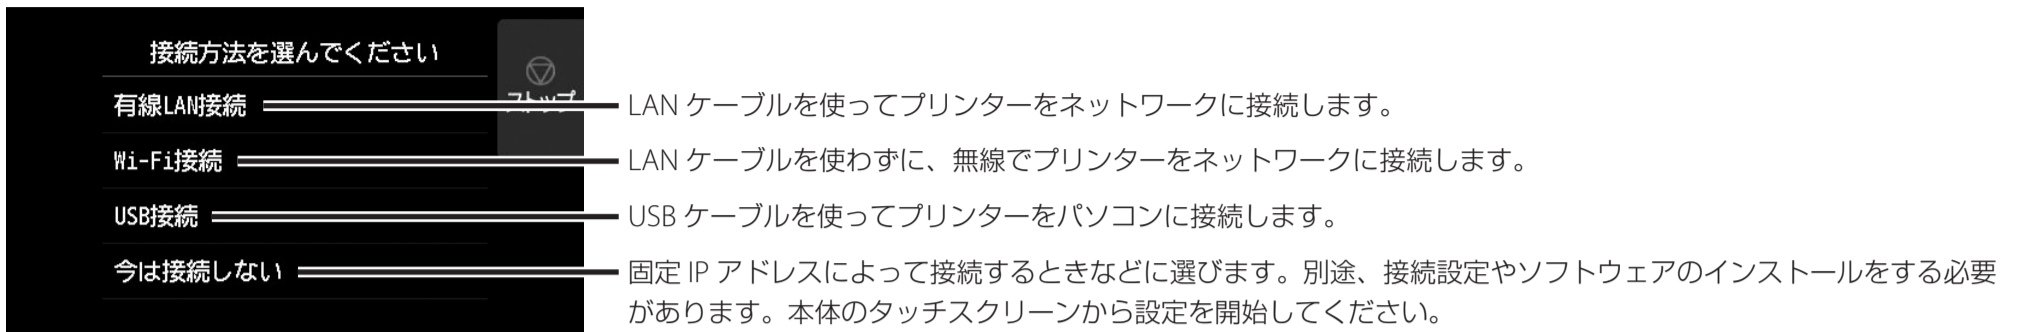 接続方法を選んでください
ストップ
有線LAN接続
LAN ケーブルを使ってプリンターをネットワークに接続します。
Wi-Fi接続
LAN ケーブルを使わずに、無線でプリンターをネットワークに接続します。
USB接続
USB ケーブルを使ってプリンターをパソコンに接続します。
今は接続しない
固定 IP アドレスによって接続するときなどに選びます。別途、接続設定やソフトウェアのインストールをする必要
があります。本体のタッチスクリーンから設定を開始してください。